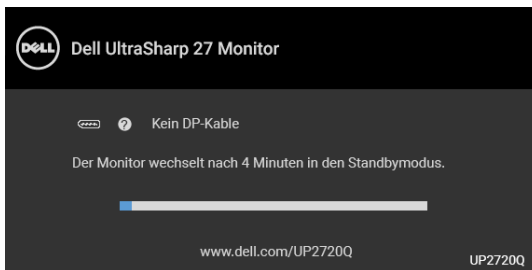 DELL
Dell UltraSharp 27 Monitor
? Kein DP-Kable
Der Monitor wechselt nach 4 Minuten in den Standbymodus.
www.dell.com/UP2720Q
UP2720Q